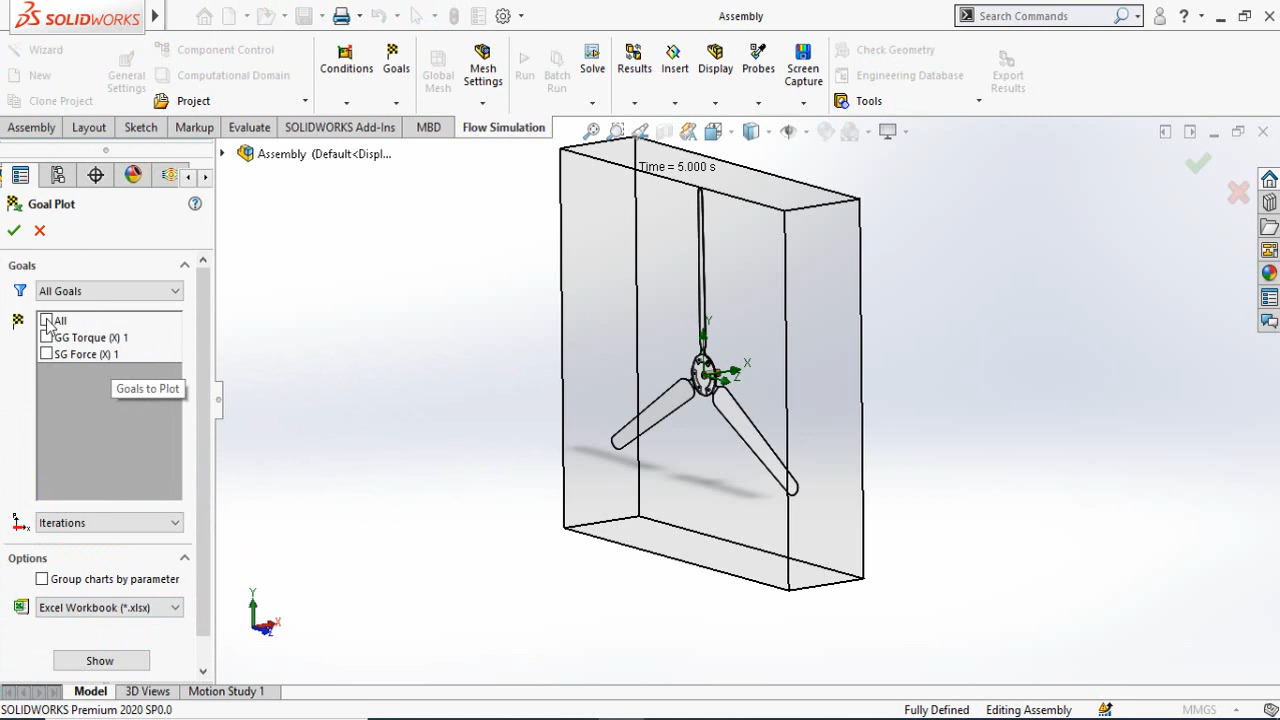 SOLIDWORKS
Assembly
Search Commands
Wizard
New
Clone Project
General Settings
Component Control
Computational Domain
Project
Conditions
Goals
Global Mesh
Mesh Settings
Run
Batch Run
Solve
Results
Insert
Display
Probes
Screen Capture
Check Geometry
Engineering Database
Tools
Export Results
Assembly
Layout
Sketch
Markup
Evaluate
SOLIDWORKS Add-Ins
MBD
Flow Simulation
Assembly (Default<Displ...
Time = 5.000 s
Goal Plot
Goals
All Goals
All
GG Torque (X) 1
SG Force (X) 1
Goals to Plot
Iterations
Options
Group charts by parameter
Excel Workbook (*.xlsx)
Show
Y
X
Z
Y
X
Z
Model
3D Views
Motion Study 1
SOLIDWORKS Premium 2020 SP0.0
Fully Defined
Editing Assembly
MMGS